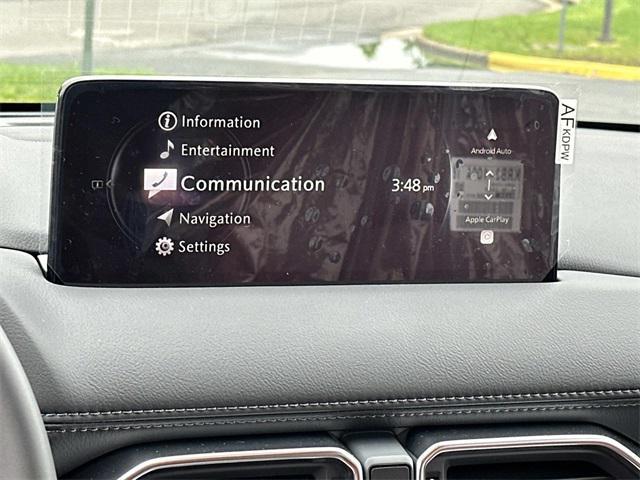 Information
Entertainment
Communication
Navigation
Settings
3:48 pm
Android Auto
Apple CarPlay
AF
KDPW